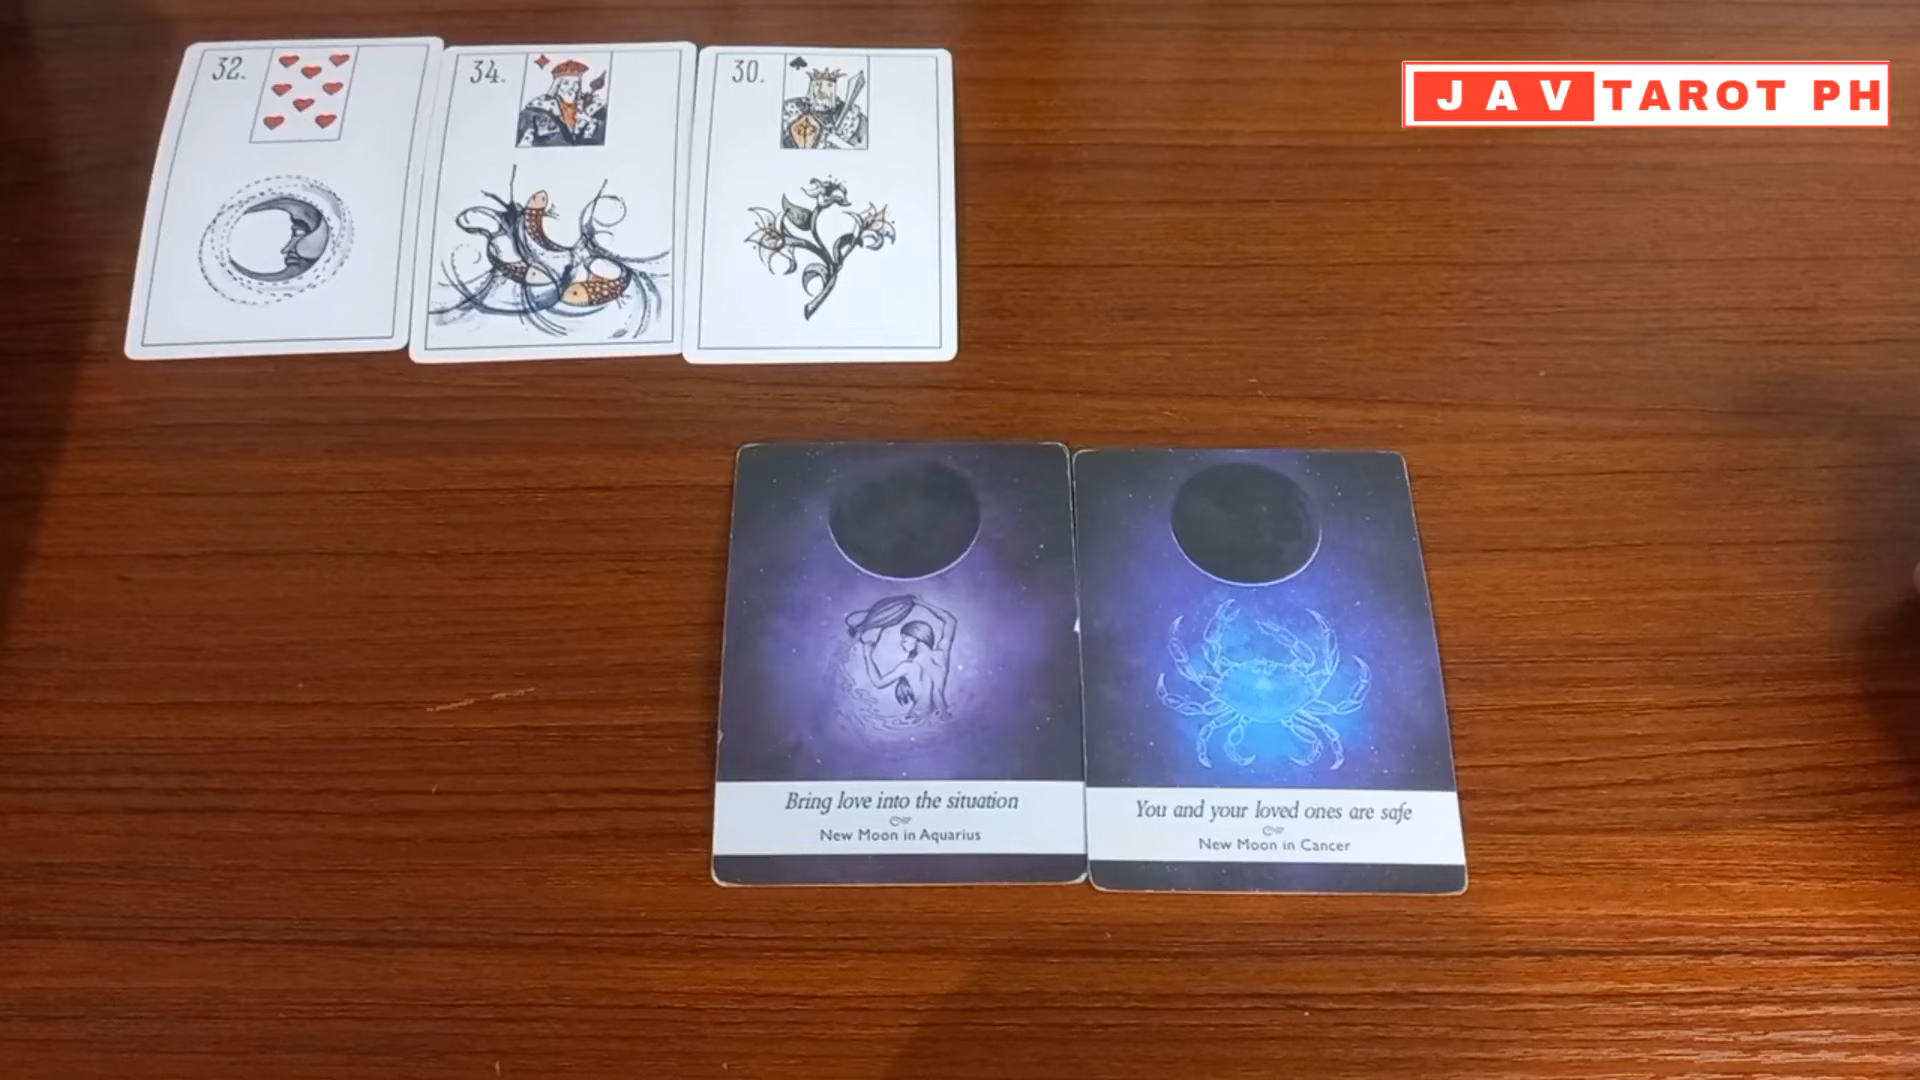 32.
34.
30.
JAV TAROT PH
Bring love into the situation
New Moon in Aquarius
You and your loved ones are safe
New Moon in Cancer